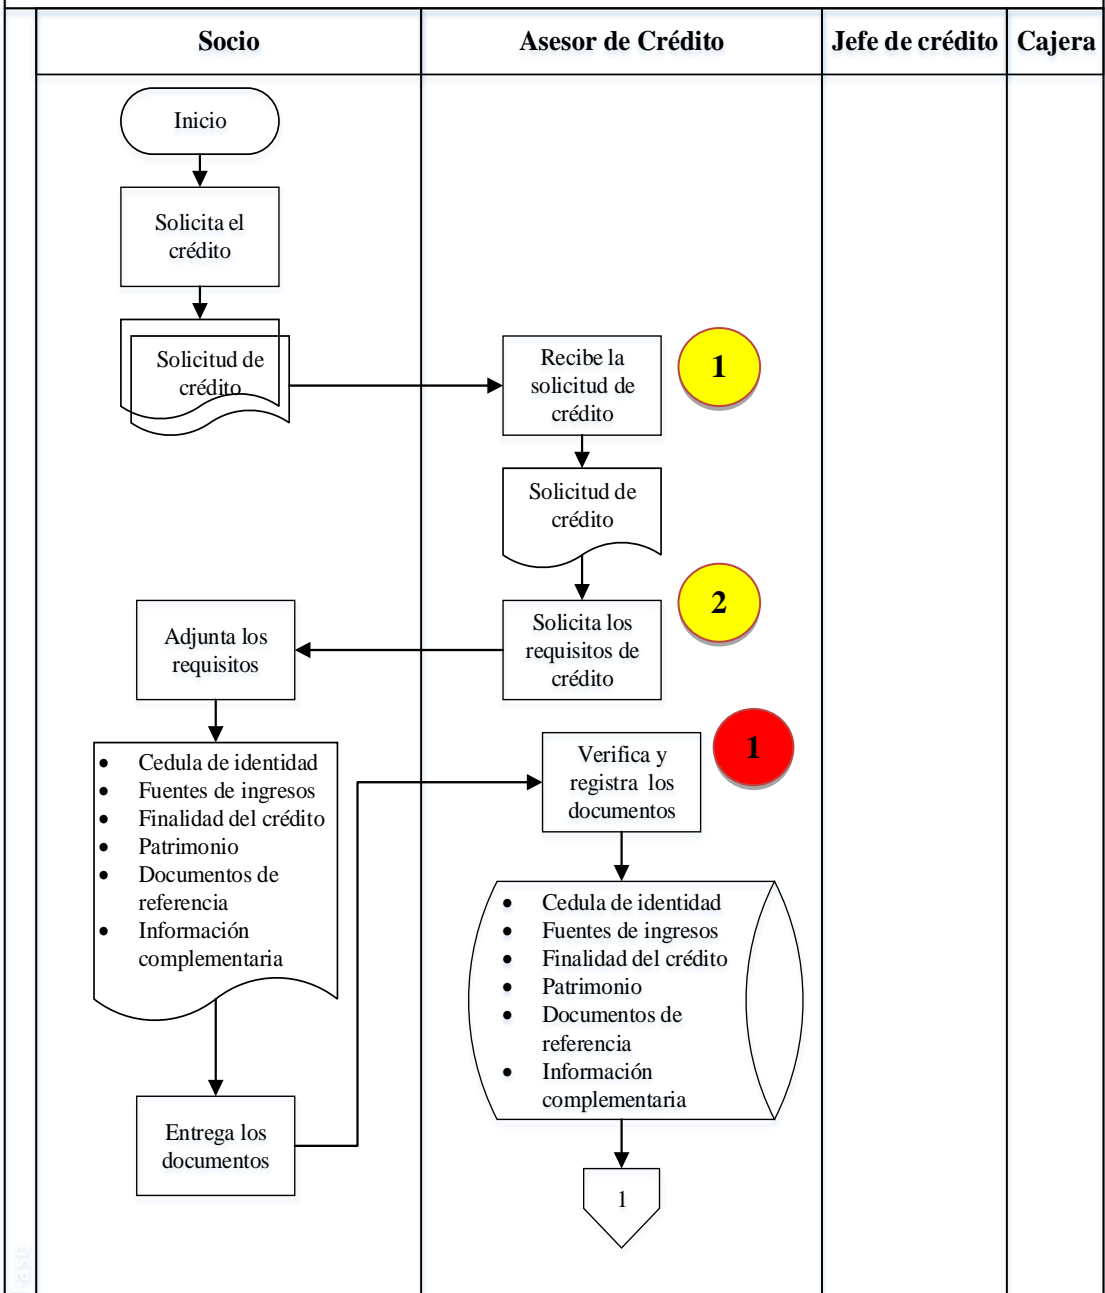 Socio
Asesor de Crédito
Jefe de crédito
Cajera
Inicio
Solicita el
crédito
Solicitud de
crédito
Recibe la
solicitud de
crédito
1
Solicitud de
crédito
Solicita los
requisitos de
crédito
2
Adjunta los
requisitos
• Cedula de identidad
• Fuentes de ingresos
• Finalidad del crédito
• Patrimonio
• Documentos de
referencia
• Información
complementaria
Entrega los
documentos
Verifica y
registra los
documentos
1
• Cedula de identidad
• Fuentes de ingresos
• Finalidad del crédito
• Patrimonio
• Documentos de
referencia
• Información
complementaria
1